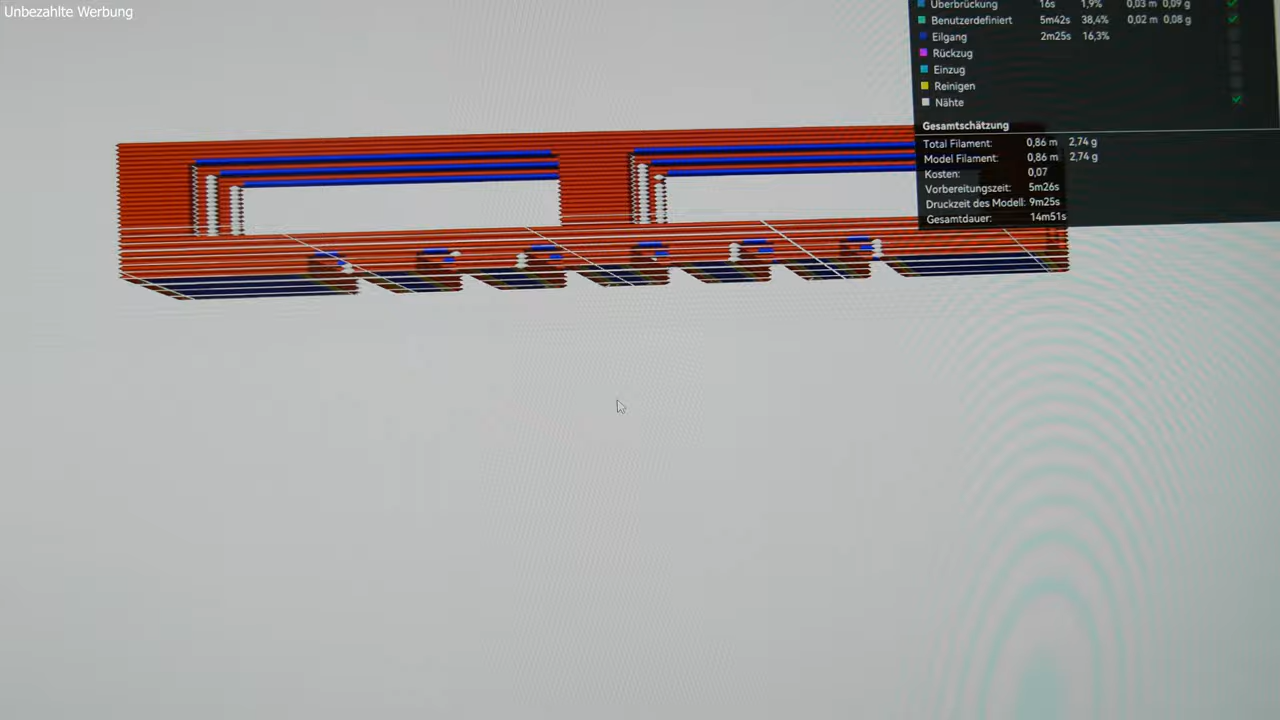 Unbezahlte Werbung
Überbrückung 16s 1,9% 0,03 m 0,09 g
Benutzerdefiniert 5m42s 38,4% 0,02 m 0,08 g
Eilgang 2m25s 16,3%
Rückzug
Einzug
Reinigen
Nähte
Gesamtschätzung
Total Filament: 0,86 m 2,74 g
Model Filament: 0,86 m 2,74 g
Kosten: 0,07
Vorbereitungszeit: 5m26s
Druckzeit des Modell: 9m25s
Gesamtdauer: 14m51s